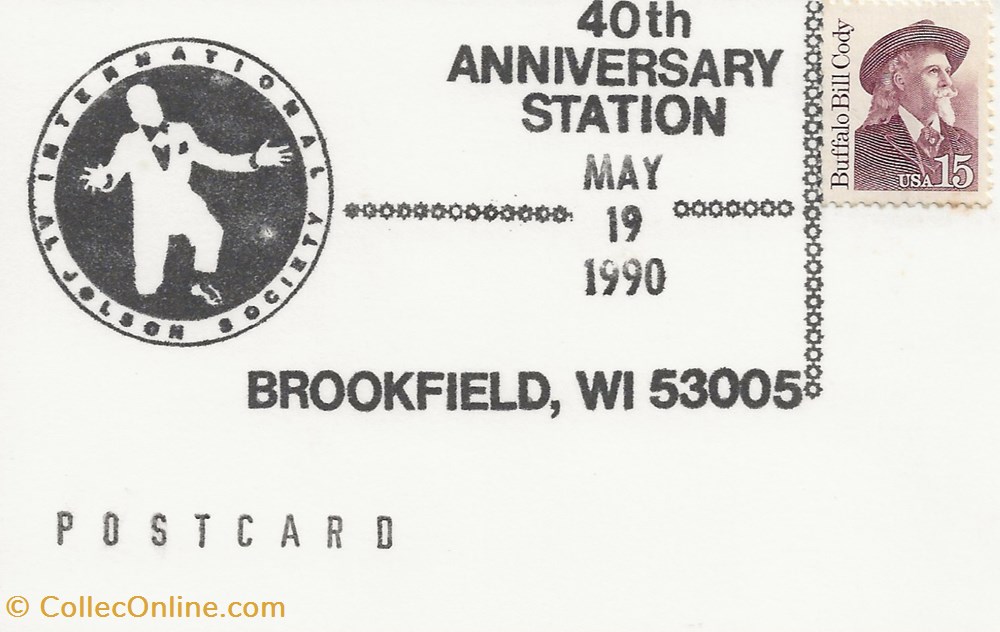 INTERNATIONAL
AL JOLSON SOCIETY
40th
ANNIVERSARY
STATION
MAY
19
1990
BROOKFIELD, WI 53005
Buffalo Bill Cody
USA 15
POSTCARD
© CollecOnline.com